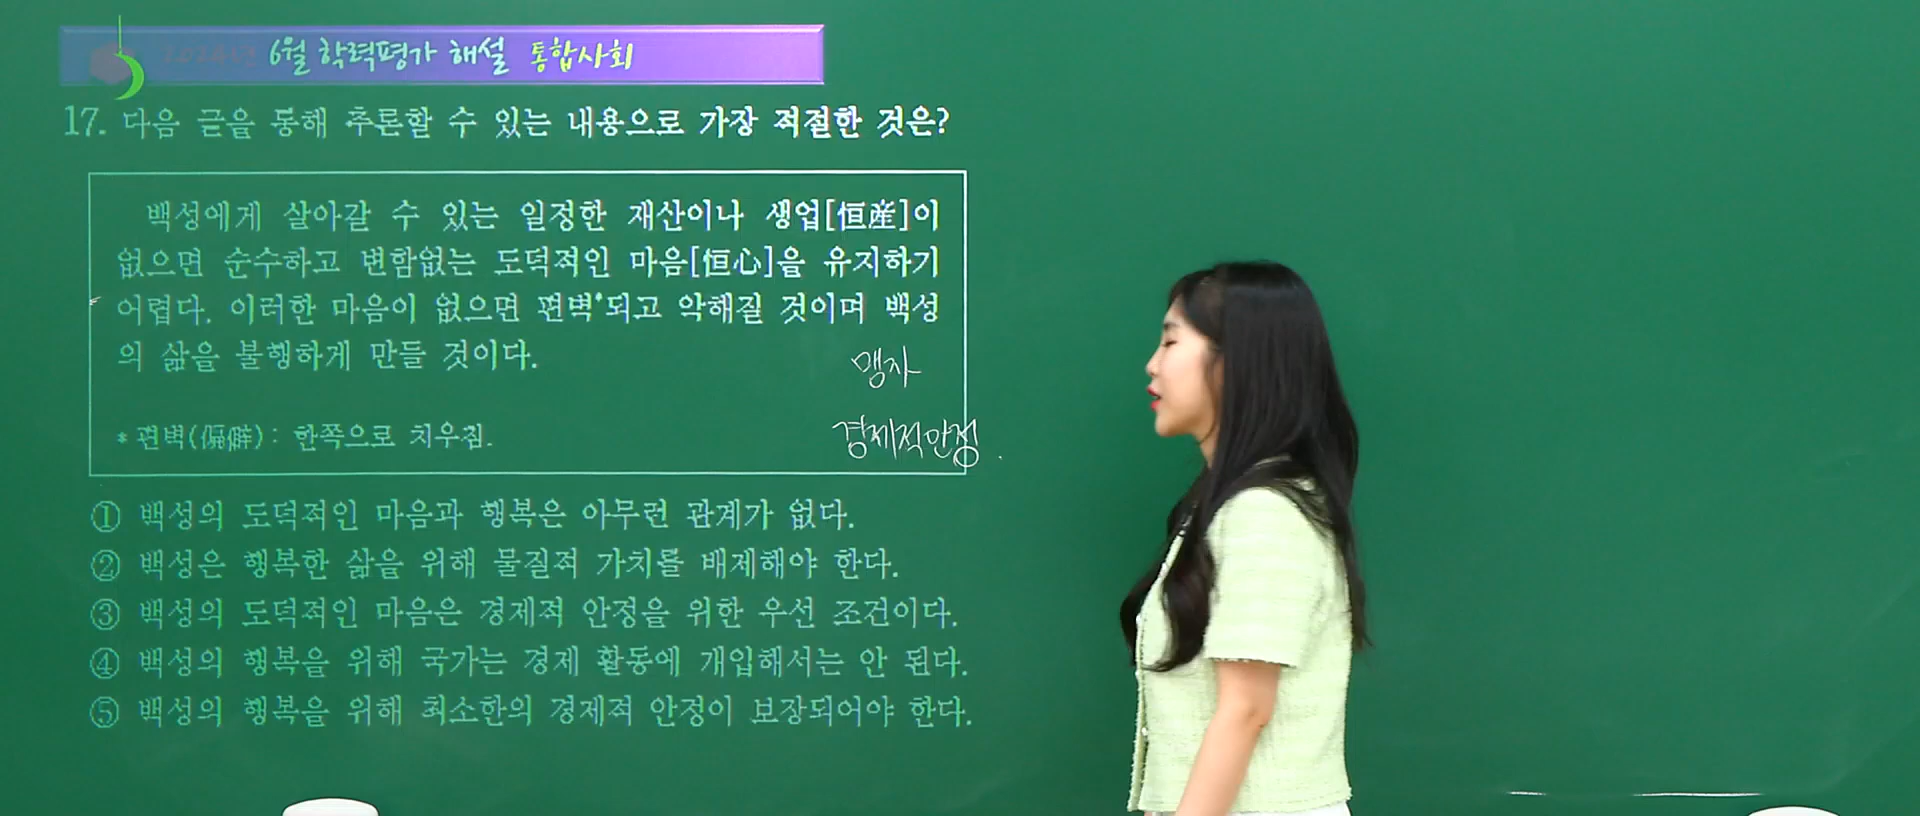 2024년 6월 학력평가 해설 통합사회
17. 다음 글을 통해 추론할 수 있는 내용으로 가장 적절한 것은?
백성에게 살아갈 수 있는 일정한 재산이나 생업[恒産]이
없으면 순수하고 변함없는 도덕적인 마음[恒心]을 유지하기
어렵다. 이러한 마음이 없으면 편벽*되고 악해질 것이며 백성
의 삶을 불행하게 만들 것이다.
맹자
* 편벽(偏僻): 한쪽으로 치우침.
경제적안정.
① 백성의 도덕적인 마음과 행복은 아무런 관계가 없다.
② 백성은 행복한 삶을 위해 물질적 가치를 배제해야 한다.
③ 백성의 도덕적인 마음은 경제적 안정을 위한 우선 조건이다.
④ 백성의 행복을 위해 국가는 경제 활동에 개입해서는 안 된다.
⑤ 백성의 행복을 위해 최소한의 경제적 안정이 보장되어야 한다.